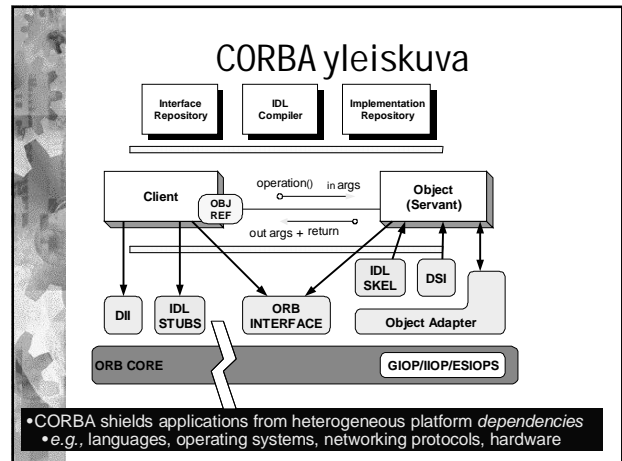 CORBA yleiskuva
Interface
Repository
IDL
Compiler
Implementation
Repository
Client
OBJ
REF
operation()
in args
out args + return
Object
(Servant)
DII
IDL
STUBS
ORB
INTERFACE
IDL
SKEL
DSI
Object Adapter
ORB CORE
GIOP/IIOP/ESIOPS
•CORBA shields applications from heterogeneous platform dependencies
•e.g., languages, operating systems, networking protocols, hardware